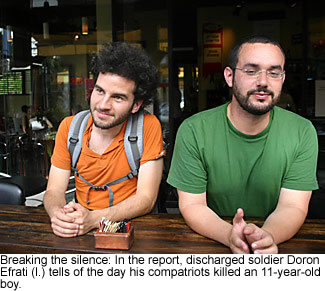 Breaking the silence: In the report, discharged soldier Doron
Efrati (l.) tells of the day his compatriots killed an 11-year-old
boy.